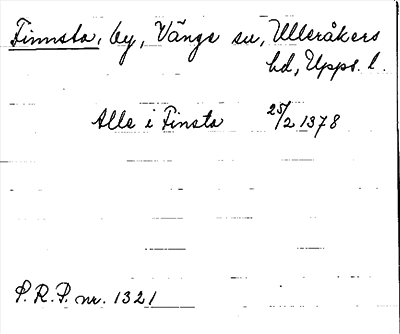 Finnsta, by, Vänge sn, Ulleråkers
hd, Upps. l.
Alle i Finsta 25/2 1378
S.R.P. nr. 1321